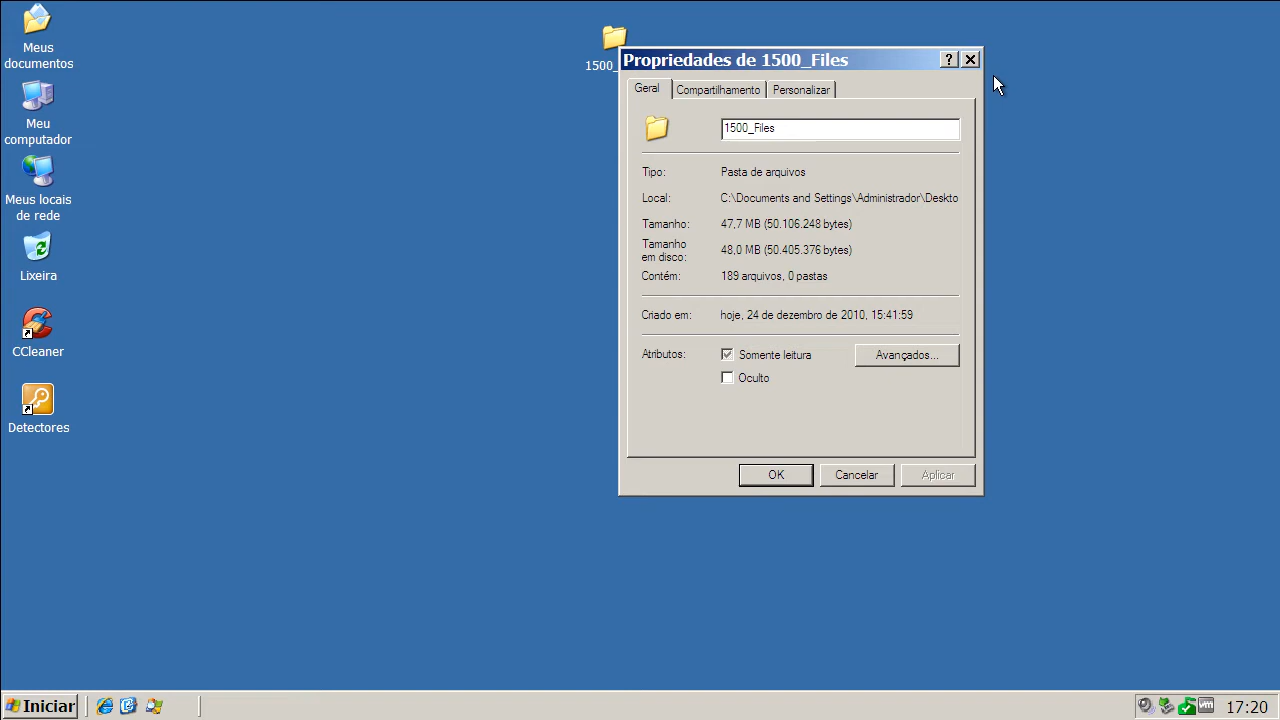 Meus
documentos
Meu
computador
Meus locais
de rede
Lixeira
CCleaner
Detectores
1500_
Propriedades de 1500_Files
Geral
Compartilhamento
Personalizar
1500_Files
Tipo: Pasta de arquivos
Local: C:\Documents and Settings\Administrador\Deskto
Tamanho: 47,7 MB (50.106.248 bytes)
Tamanho
em disco: 48,0 MB (50.405.376 bytes)
Contém: 189 arquivos, 0 pastas
Criado em: hoje, 24 de dezembro de 2010, 15:41:59
Atributos: Somente leitura
Avançados...
Oculto
OK
Cancelar
Aplicar
Iniciar
17:20